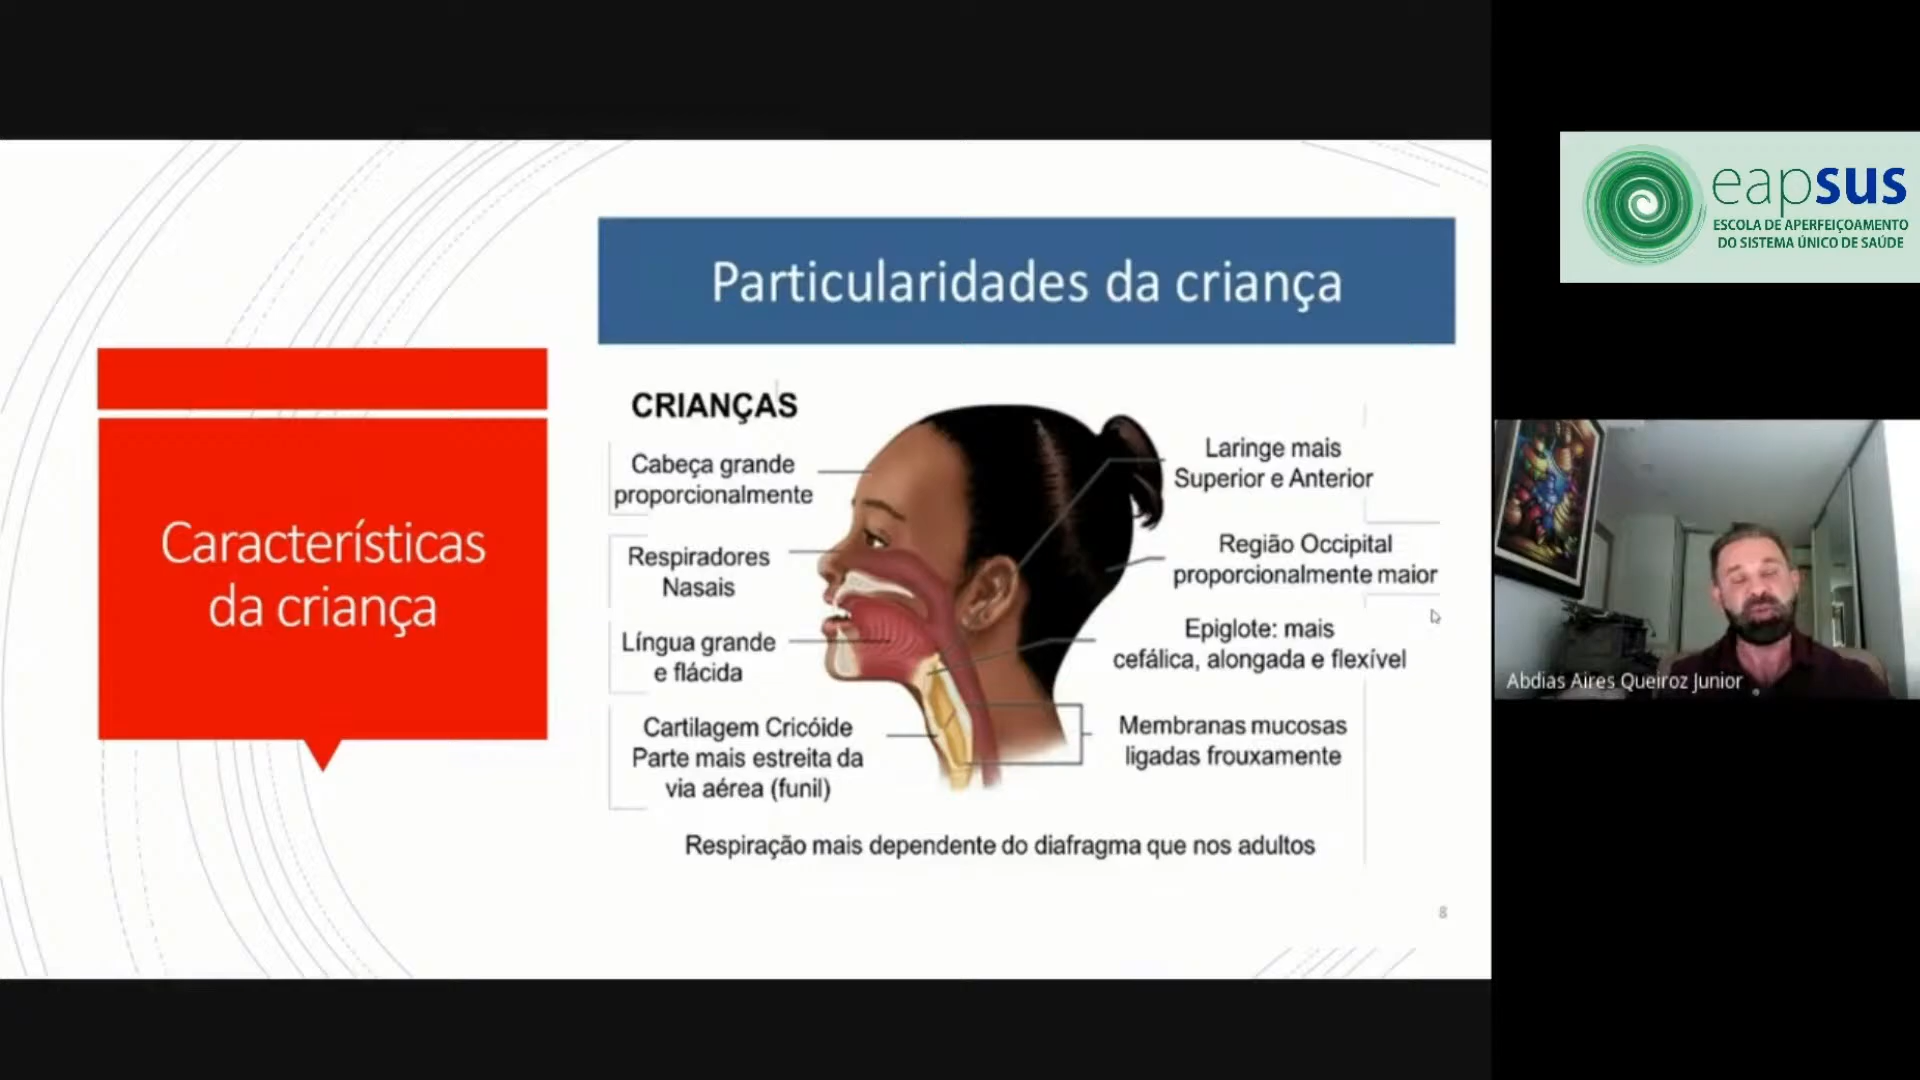 Características
da criança
Particularidades da criança
CRIANÇAS
Cabeça grande
proporcionalmente
Respiradores
Nasais
Língua grande
e flácida
Cartilagem Cricóide
Parte mais estreita da
via aérea (funil)
Laringe mais
Superior e Anterior
Região Occipital
proporcionalmente maior
Epiglote: mais
cefálica, alongada e flexível
Membranas mucosas
ligadas frouxamente
Respiração mais dependente do diafragma que nos adultos
8
eapsus
ESCOLA DE APERFEIÇOAMENTO
DO SISTEMA ÚNICO DE SAÚDE
Abdias Aires Queiroz Junior